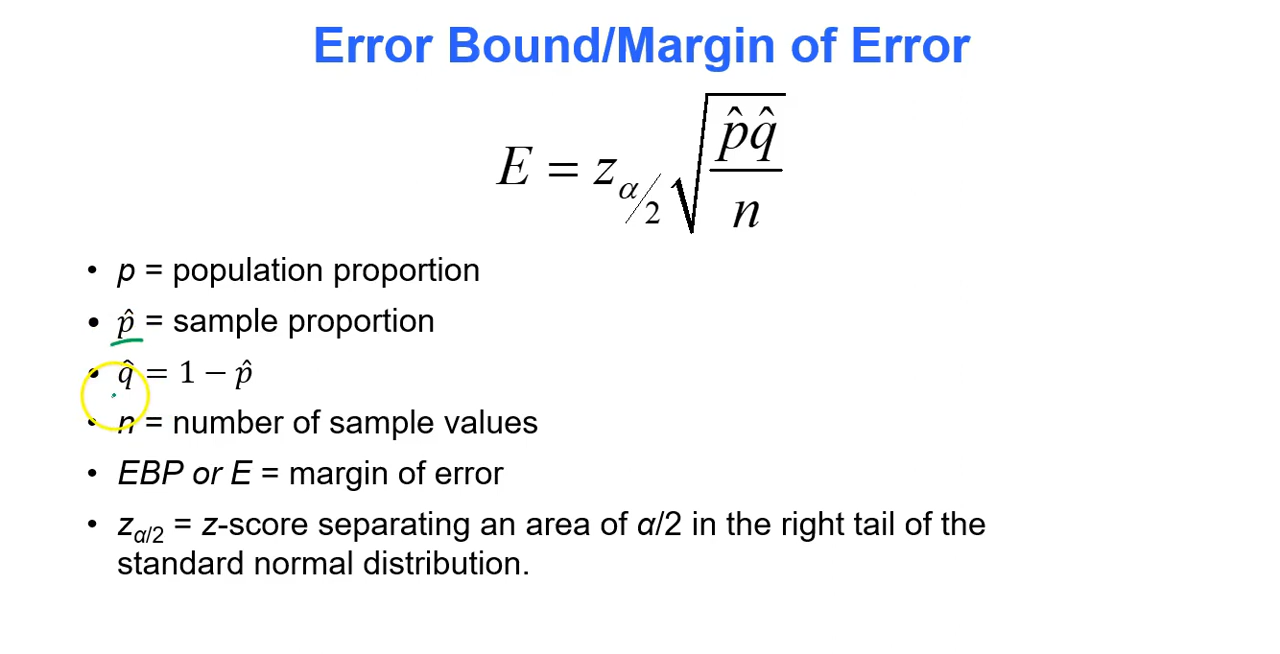 Error Bound/Margin of Error
E = z_{α/2} √(p̂q̂/n)
• p = population proportion
• p̂ = sample proportion
• q̂ = 1 − p̂
• n = number of sample values
• EBP or E = margin of error
• z_{α/2} = z-score separating an area of α/2 in the right tail of the
standard normal distribution.